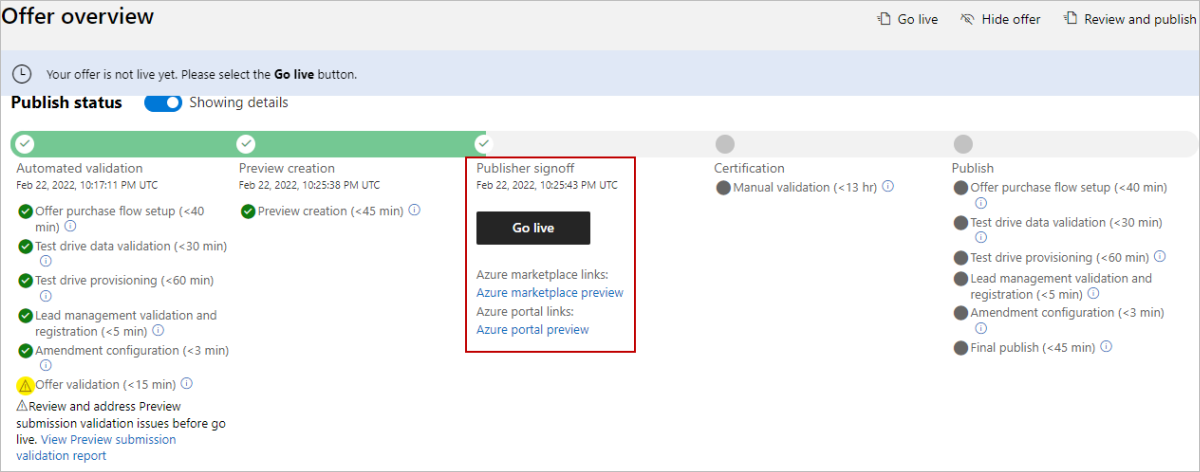 Offer overview
Go live
Hide offer
Review and publish
Your offer is not live yet. Please select the Go live button.
Publish status
Showing details
Automated validation
Feb 22, 2022, 10:17:11 PM UTC
Offer purchase flow setup (<40
min)
Test drive data validation (<30 min)
Test drive provisioning (<60 min)
Lead management validation and
registration (<5 min)
Amendment configuration (<3 min)
Offer validation (<15 min)
Review and address Preview
submission validation issues before go
live. View Preview submission
validation report
Preview creation
Feb 22, 2022, 10:25:38 PM UTC
Preview creation (<45 min)
Publisher signoff
Feb 22, 2022, 10:25:43 PM UTC
Go live
Azure marketplace links:
Azure marketplace preview
Azure portal links:
Azure portal preview
Certification
Manual validation (<13 hr)
Publish
Offer purchase flow setup (<40 min)
Test drive data validation (<30 min)
Test drive provisioning (<60 min)
Lead management validation and
registration (<5 min)
Amendment configuration (<3 min)
Final publish (<45 min)